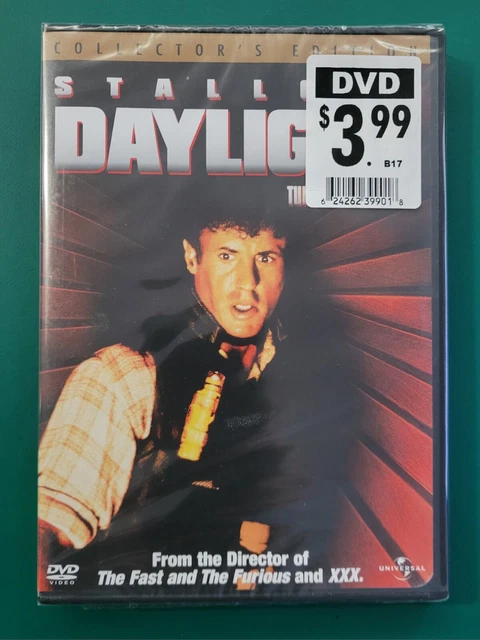 COLLECTOR'S EDITION
STALLO
DAYLIG
DVD
$3.99
B17
6 24262 39901 8
DVD
VIDEO
From the Director of
The Fast and The Furious and XXX.
UNIVERSAL